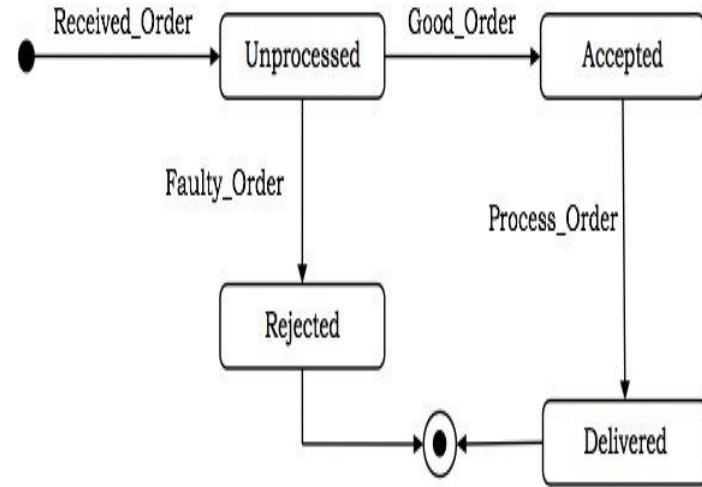 Received_Order
Good_Order
Unprocessed
Accepted
Faulty_Order
Process_Order
Rejected
Delivered